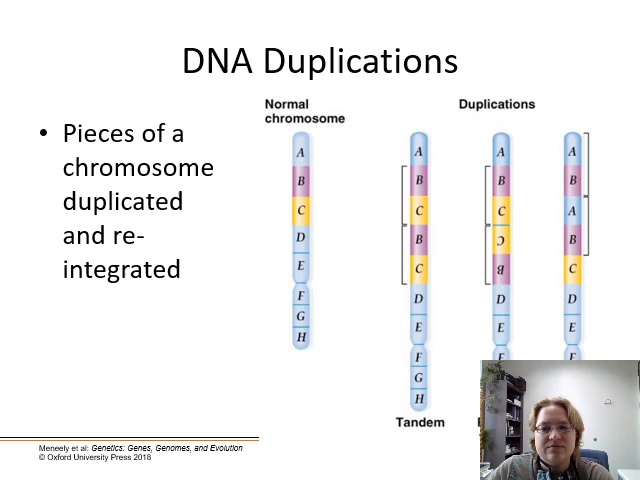 DNA Duplications
• Pieces of a
chromosome
duplicated
and re-
integrated
Normal
chromosome
A
B
C
D
E
F
G
H
Duplications
A
B
C
B
C
D
E
F
G
H
Tandem
A
B
C
C
B
D
E
F
A
B
A
B
C
D
E
F
Meneely et al: Genetics: Genes, Genomes, and Evolution
© Oxford University Press 2018